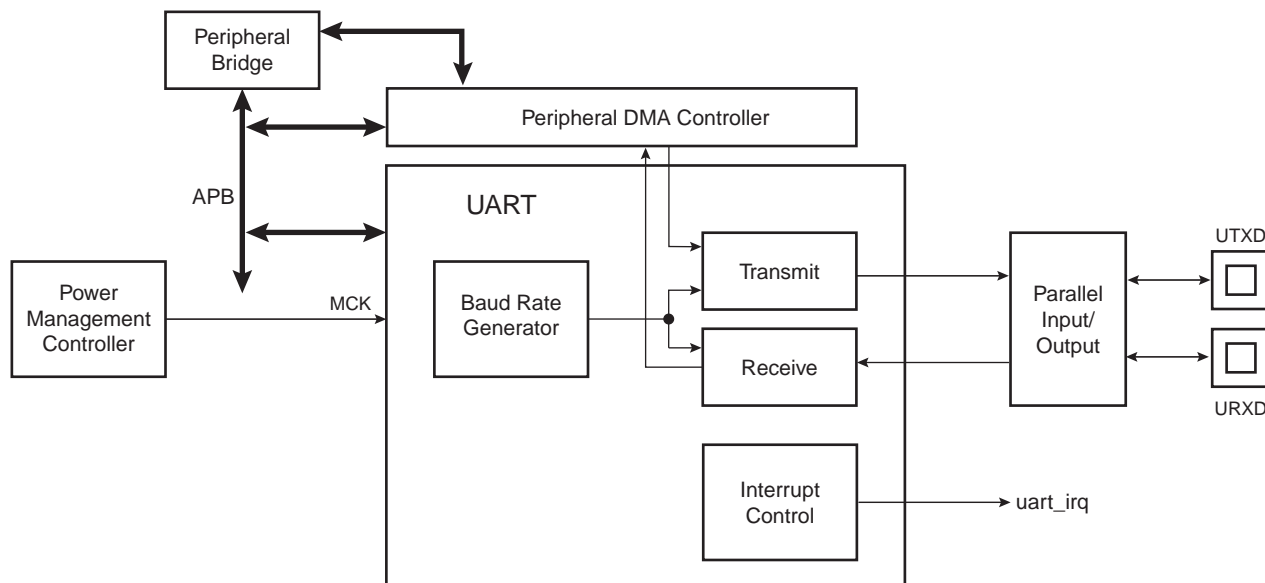 Peripheral
Bridge
Peripheral DMA Controller
APB
UART
Power
Management
Controller
MCK
Baud Rate
Generator
Transmit
Receive
Parallel
Input/
Output
UTXD
URXD
Interrupt
Control
uart_irq